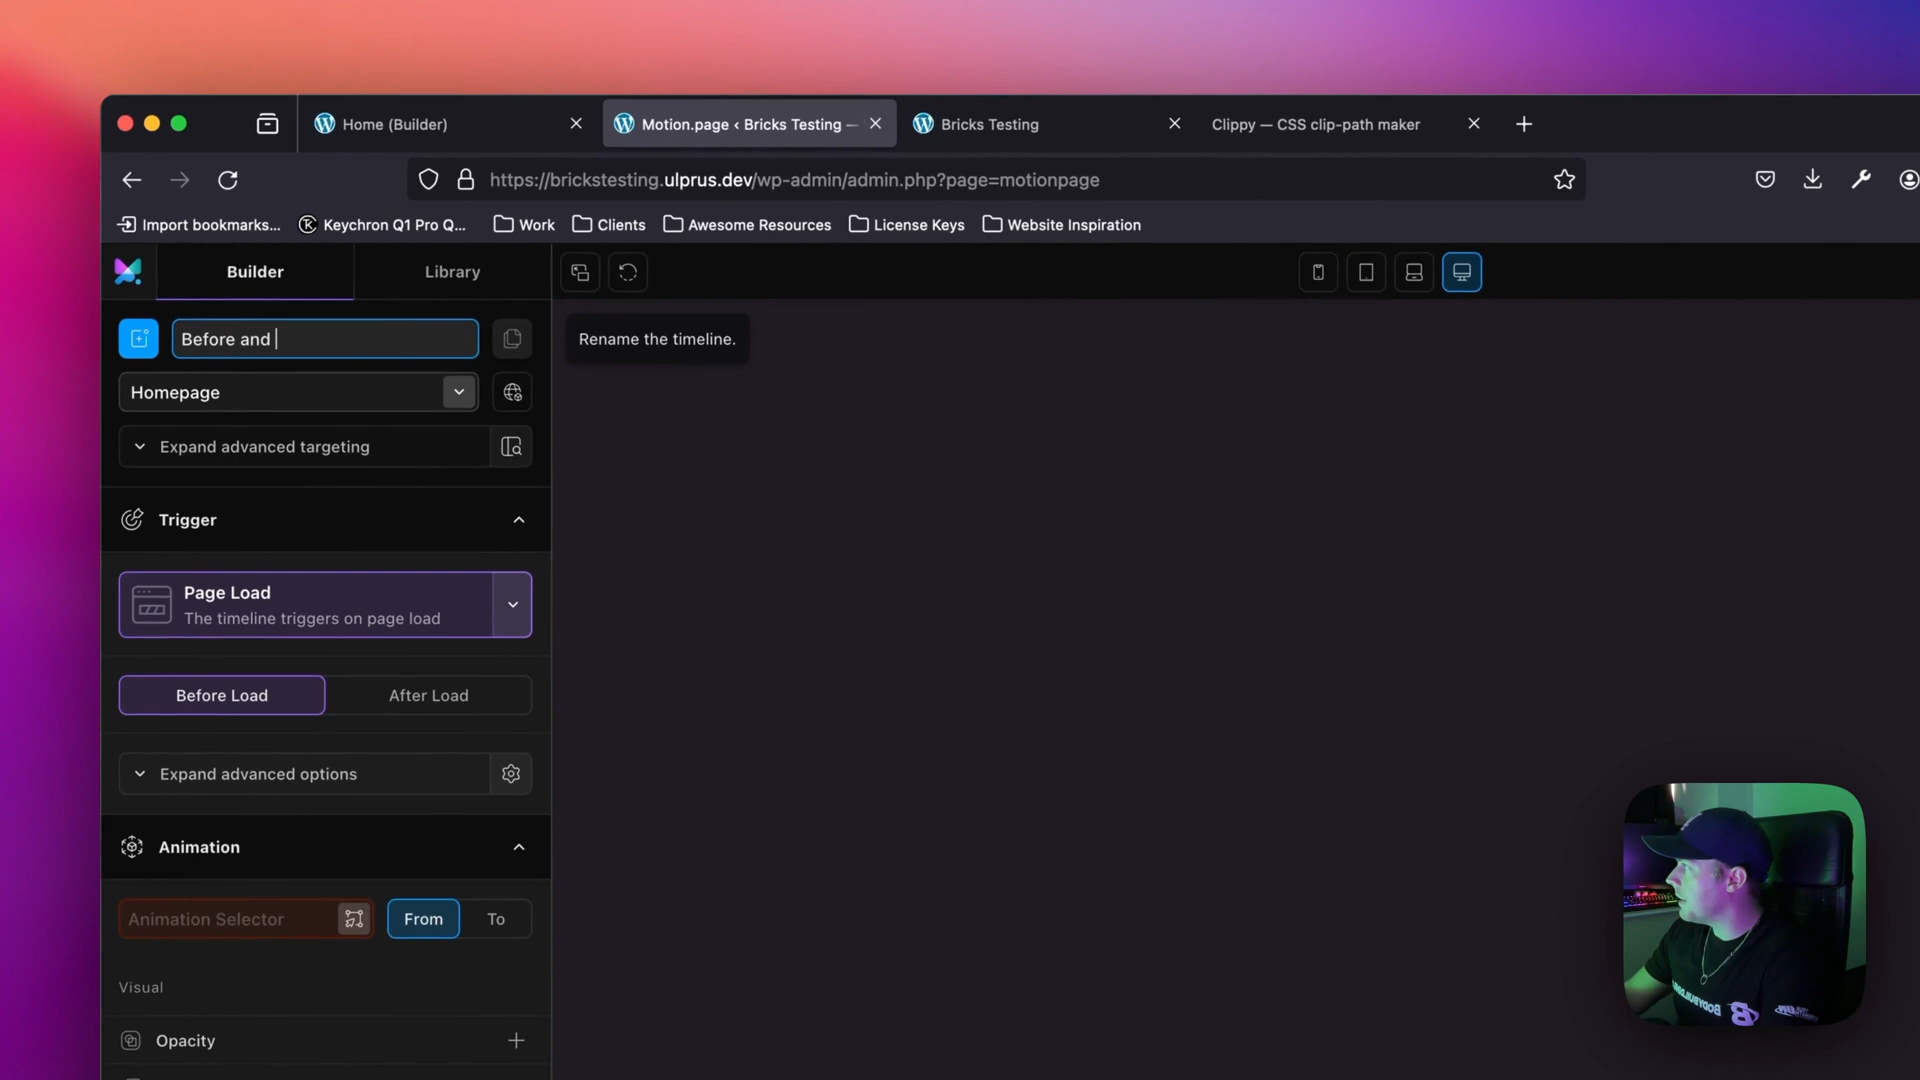 Home (Builder)
Motion.page ‹ Bricks Testing —
Bricks Testing
Clippy — CSS clip-path maker
https://brickstesting.ulprus.dev/wp-admin/admin.php?page=motionpage
Import bookmarks...
Keychron Q1 Pro Q...
Work
Clients
Awesome Resources
License Keys
Website Inspiration
Builder
Library
Before and
Rename the timeline.
Homepage
Expand advanced targeting
Trigger
Page Load
The timeline triggers on page load
Before Load
After Load
Expand advanced options
Animation
Animation Selector
From
To
Visual
Opacity